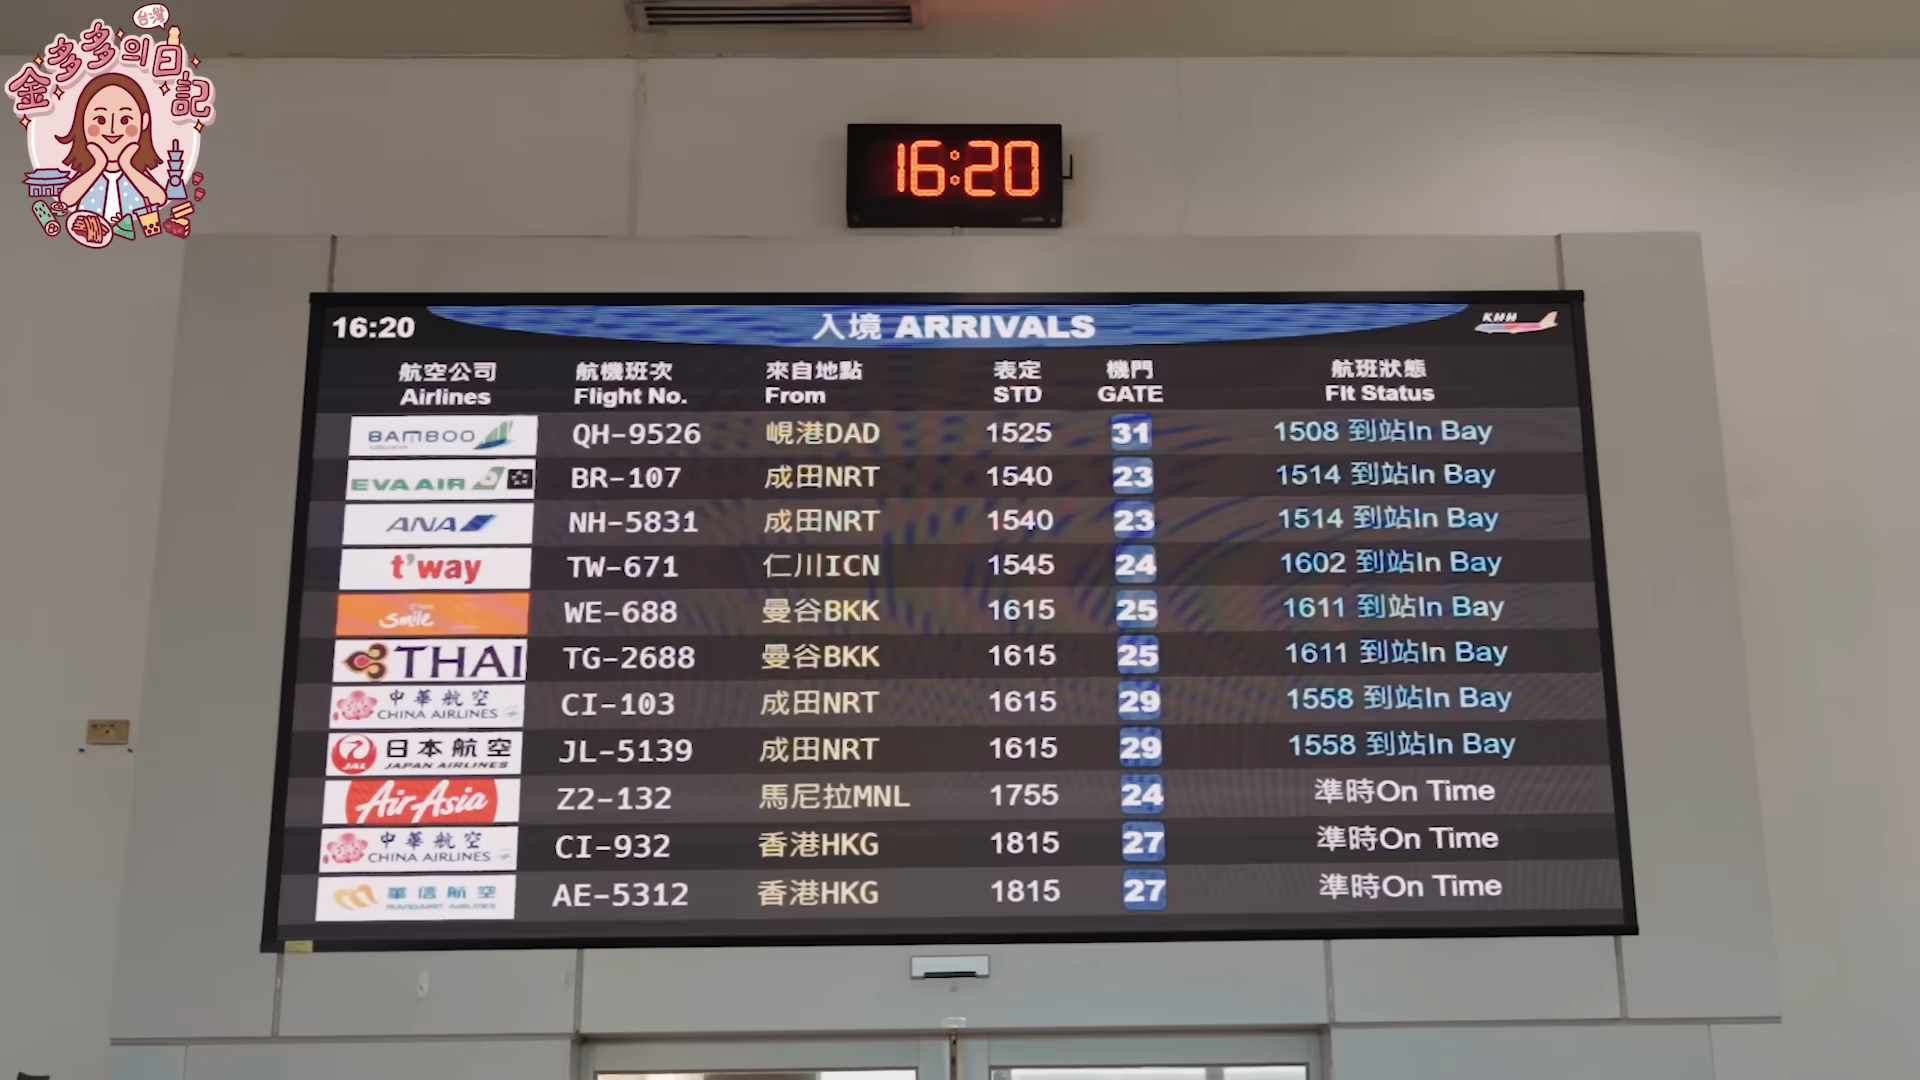 台灣
金多多의日記
16:20
16:20 入境 ARRIVALS KHH
航空公司 航機班次 來自地點 表定 機門 航班狀態
Airlines Flight No. From STD GATE Flt Status
BAMBOO QH-9526 峴港DAD 1525 31 1508 到站In Bay
EVA AIR BR-107 成田NRT 1540 23 1514 到站In Bay
ANA NH-5831 成田NRT 1540 23 1514 到站In Bay
t'way TW-671 仁川ICN 1545 24 1602 到站In Bay
Smile WE-688 曼谷BKK 1615 25 1611 到站In Bay
THAI TG-2688 曼谷BKK 1615 25 1611 到站In Bay
中華航空 CHINA AIRLINES CI-103 成田NRT 1615 29 1558 到站In Bay
JAL 日本航空 JAPAN AIRLINES JL-5139 成田NRT 1615 29 1558 到站In Bay
AirAsia Z2-132 馬尼拉MNL 1755 24 準時On Time
中華航空 CHINA AIRLINES CI-932 香港HKG 1815 27 準時On Time
華信航空 MANDARIN AIRLINES AE-5312 香港HKG 1815 27 準時On Time